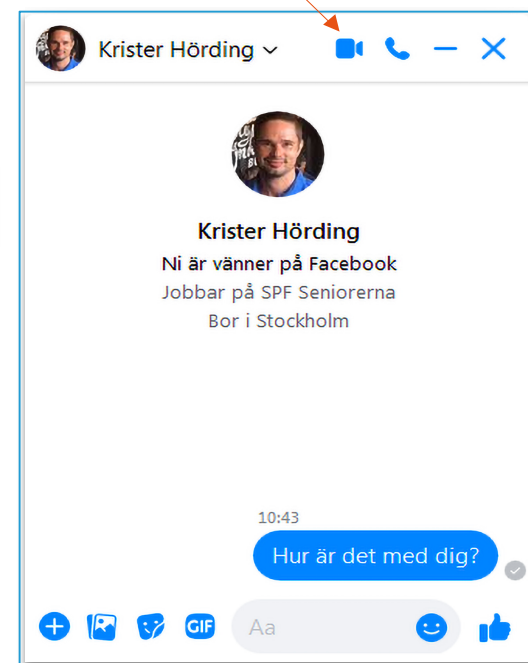 Krister Hörding
Krister Hörding
Ni är vänner på Facebook
Jobbar på SPF Seniorerna
Bor i Stockholm
10:43
Hur är det med dig?
GIF
Aa